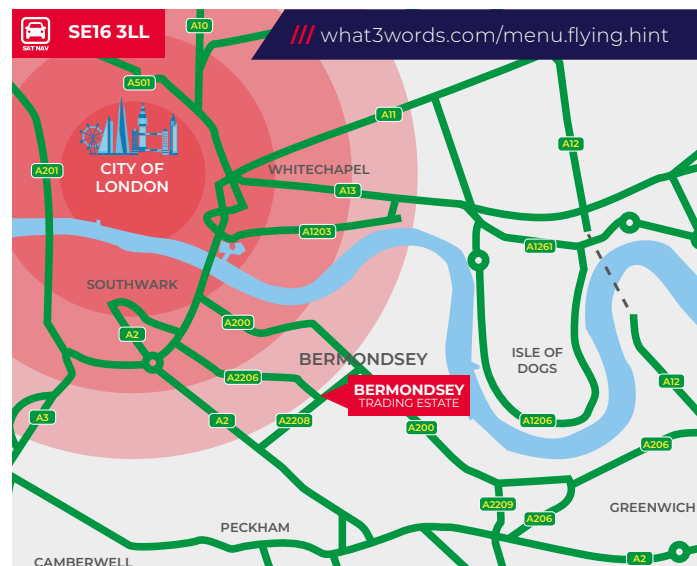 SAT NAV
SE16 3LL
/// what3words.com/menu.flying.hint
A10
A501
A11
A12
CITY OF
LONDON
A201
WHITECHAPEL
A13
A1203
A1261
SOUTHWARK
A200
A2
BERMONDSEY
ISLE OF
DOGS
A2206
BERMONDSEY
TRADING ESTATE
A12
A3
A2
A2208
A200
A1206
A206
A2209
A206
GREENWICH
PECKHAM
A2
CAMBERWELL